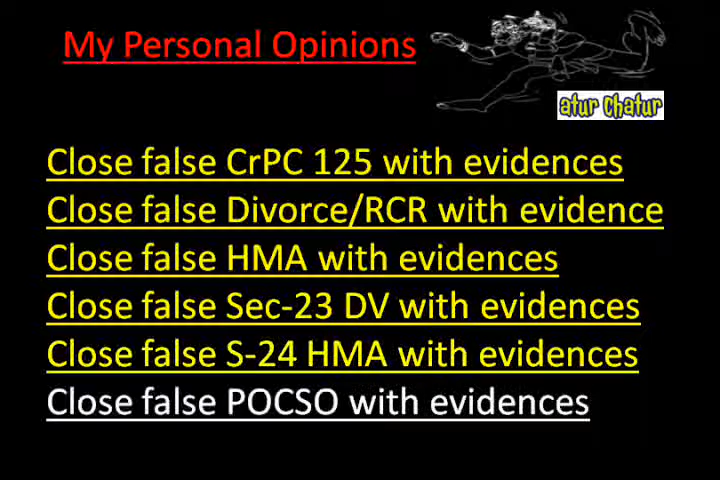 My Personal Opinions
atur Chatur
Close false CrPC 125 with evidences
Close false Divorce/RCR with evidence
Close false HMA with evidences
Close false Sec-23 DV with evidences
Close false S-24 HMA with evidences
Close false POCSO with evidences